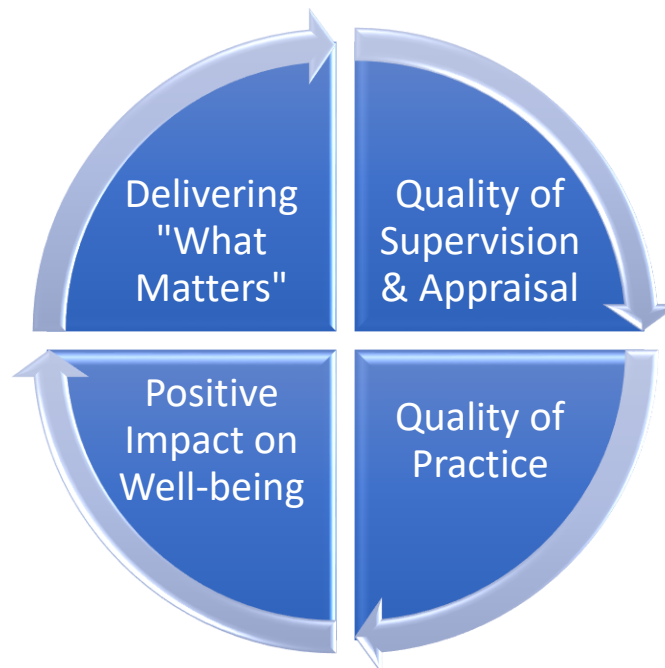 Delivering
"What
Matters"
Quality of
Supervision
& Appraisal
Positive
Impact on
Well-being
Quality of
Practice